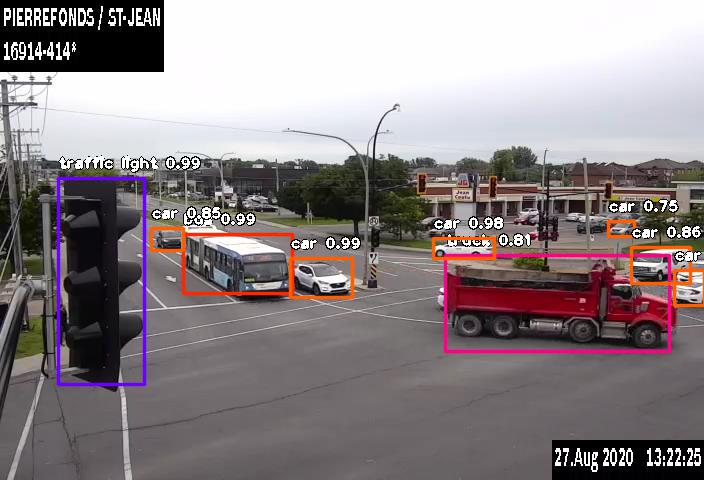 PIERREFONDS / ST-JEAN
16914-414*
traffic light 0.99
car 0.85
bus 0.99
car 0.99
car 0.98
truck 0.81
car 0.75
car 0.86
car
Jean
Coutu
27.Aug 2020 13:22:25